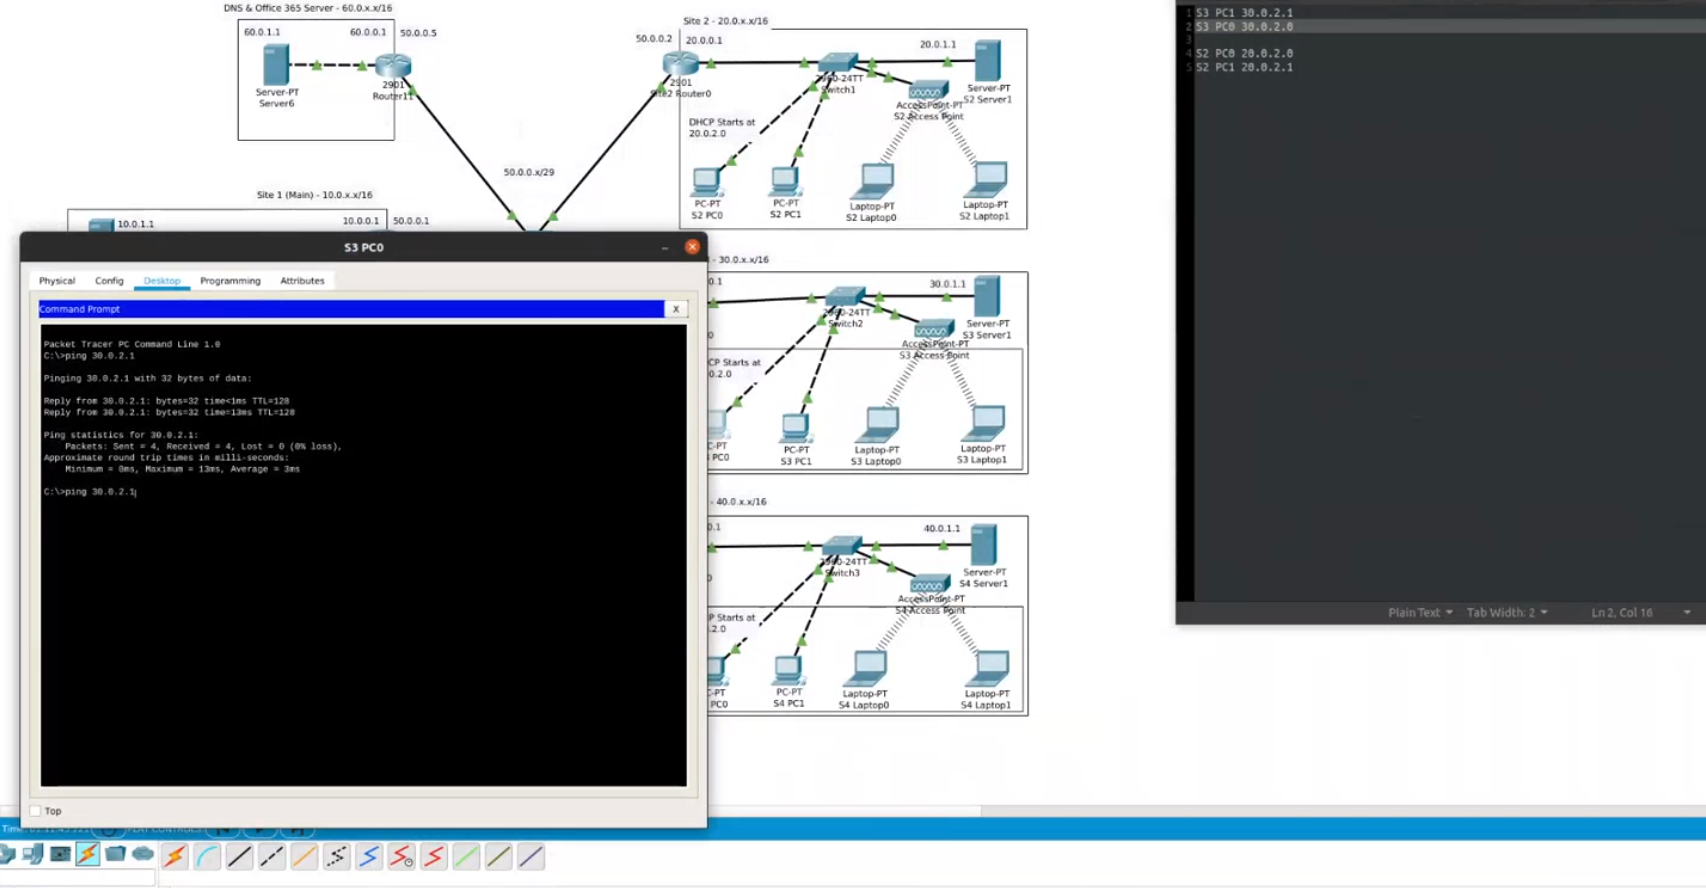 DNS & Office 365 Server - 60.0.x.x/16
60.0.1.1
60.0.0.1
50.0.0.5
Server-PT
Server6
2901
Router11
Site 2 - 20.0.x.x/16
50.0.0.2
20.0.0.1
20.0.1.1
2901
Site2 Router0
2960-24TT
Switch1
Server-PT
S2 Server1
AccessPoint-PT
S2 Access Point
DHCP Starts at
20.0.2.0
PC-PT
S2 PC0
PC-PT
S2 PC1
Laptop-PT
S2 Laptop0
Laptop-PT
S2 Laptop1
50.0.0.x/29
Site 1 (Main) - 10.0.x.x/16
10.0.1.1
10.0.0.1
50.0.0.1
S3 PC0
Physical
Config
Desktop
Programming
Attributes
Command Prompt
X
Packet Tracer PC Command Line 1.0
C:\>ping 30.0.2.1
Pinging 30.0.2.1 with 32 bytes of data:
Reply from 30.0.2.1: bytes=32 time<1ms TTL=128
Reply from 30.0.2.1: bytes=32 time=13ms TTL=128
Ping statistics for 30.0.2.1:
Packets: Sent = 4, Received = 4, Lost = 0 (0% loss),
Approximate round trip times in milli-seconds:
Minimum = 0ms, Maximum = 13ms, Average = 3ms
C:\>ping 30.0.2.1
Top
- 30.0.x.x/16
0.1
30.0.1.1
2960-24TT
Switch2
Server-PT
S3 Server1
AccessPoint-PT
S3 Access Point
CP Starts at
0.2.0
C-PT
PC0
PC-PT
S3 PC1
Laptop-PT
S3 Laptop0
Laptop-PT
S3 Laptop1
- 40.0.x.x/16
0.1
40.0.1.1
2960-24TT
Switch3
Server-PT
S4 Server1
AccessPoint-PT
S4 Access Point
P Starts at
.2.0
C-PT
PC0
PC-PT
S4 PC1
Laptop-PT
S4 Laptop0
Laptop-PT
S4 Laptop1
1 S3 PC1 30.0.2.1
2 S3 PC0 30.0.2.0
3
4 S2 PC0 20.0.2.0
5 S2 PC1 20.0.2.1
Plain Text
Tab Width: 2
Ln 2, Col 16